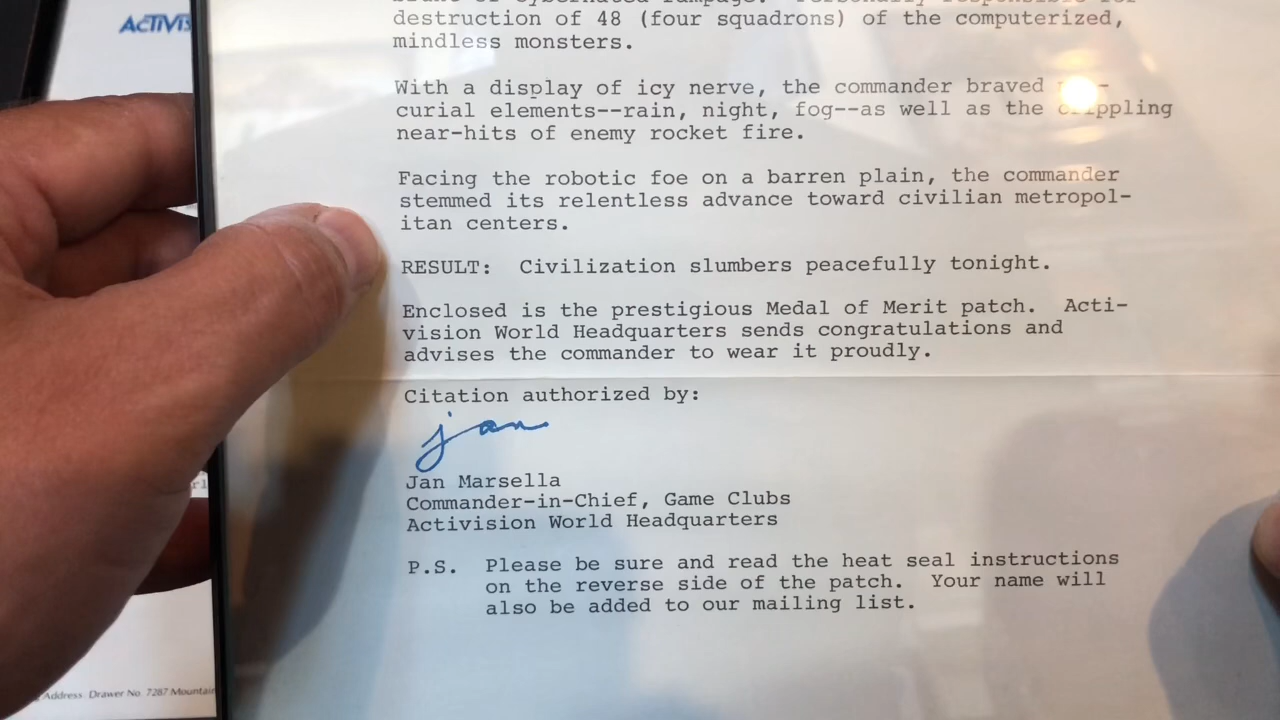 ACTIVIS
destruction of 48 (four squadrons) of the computerized,
mindless monsters.
With a display of icy nerve, the commander braved
curial elements--rain, night, fog--as well as the crippling
near-hits of enemy rocket fire.
Facing the robotic foe on a barren plain, the commander
stemmed its relentless advance toward civilian metropol-
itan centers.
RESULT: Civilization slumbers peacefully tonight.
Enclosed is the prestigious Medal of Merit patch. Acti-
vision World Headquarters sends congratulations and
advises the commander to wear it proudly.
Citation authorized by:
jan
Jan Marsella
Commander-in-Chief, Game Clubs
Activision World Headquarters
P.S. Please be sure and read the heat seal instructions
on the reverse side of the patch. Your name will
also be added to our mailing list.
Address Drawer No. 7287 Mountain